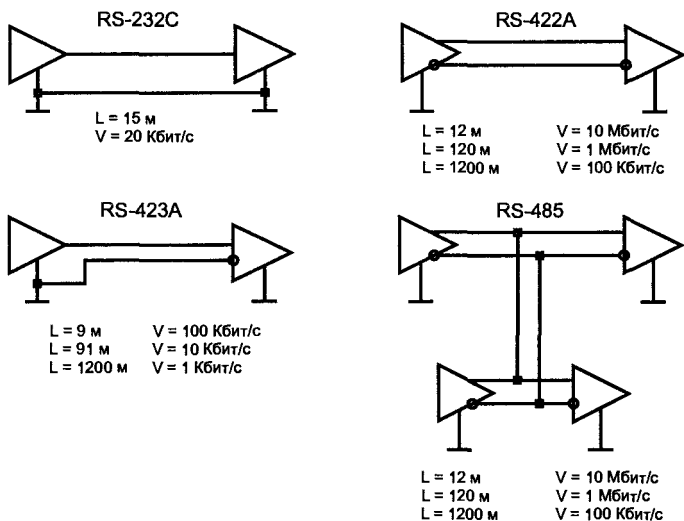 RS-232C
L = 15 м
V = 20 Кбит/с
RS-422A
L = 12 м V = 10 Мбит/с
L = 120 м V = 1 Мбит/с
L = 1200 м V = 100 Кбит/с
RS-423A
L = 9 м V = 100 Кбит/с
L = 91 м V = 10 Кбит/с
L = 1200 м V = 1 Кбит/с
RS-485
L = 12 м V = 10 Мбит/с
L = 120 м V = 1 Мбит/с
L = 1200 м V = 100 Кбит/с